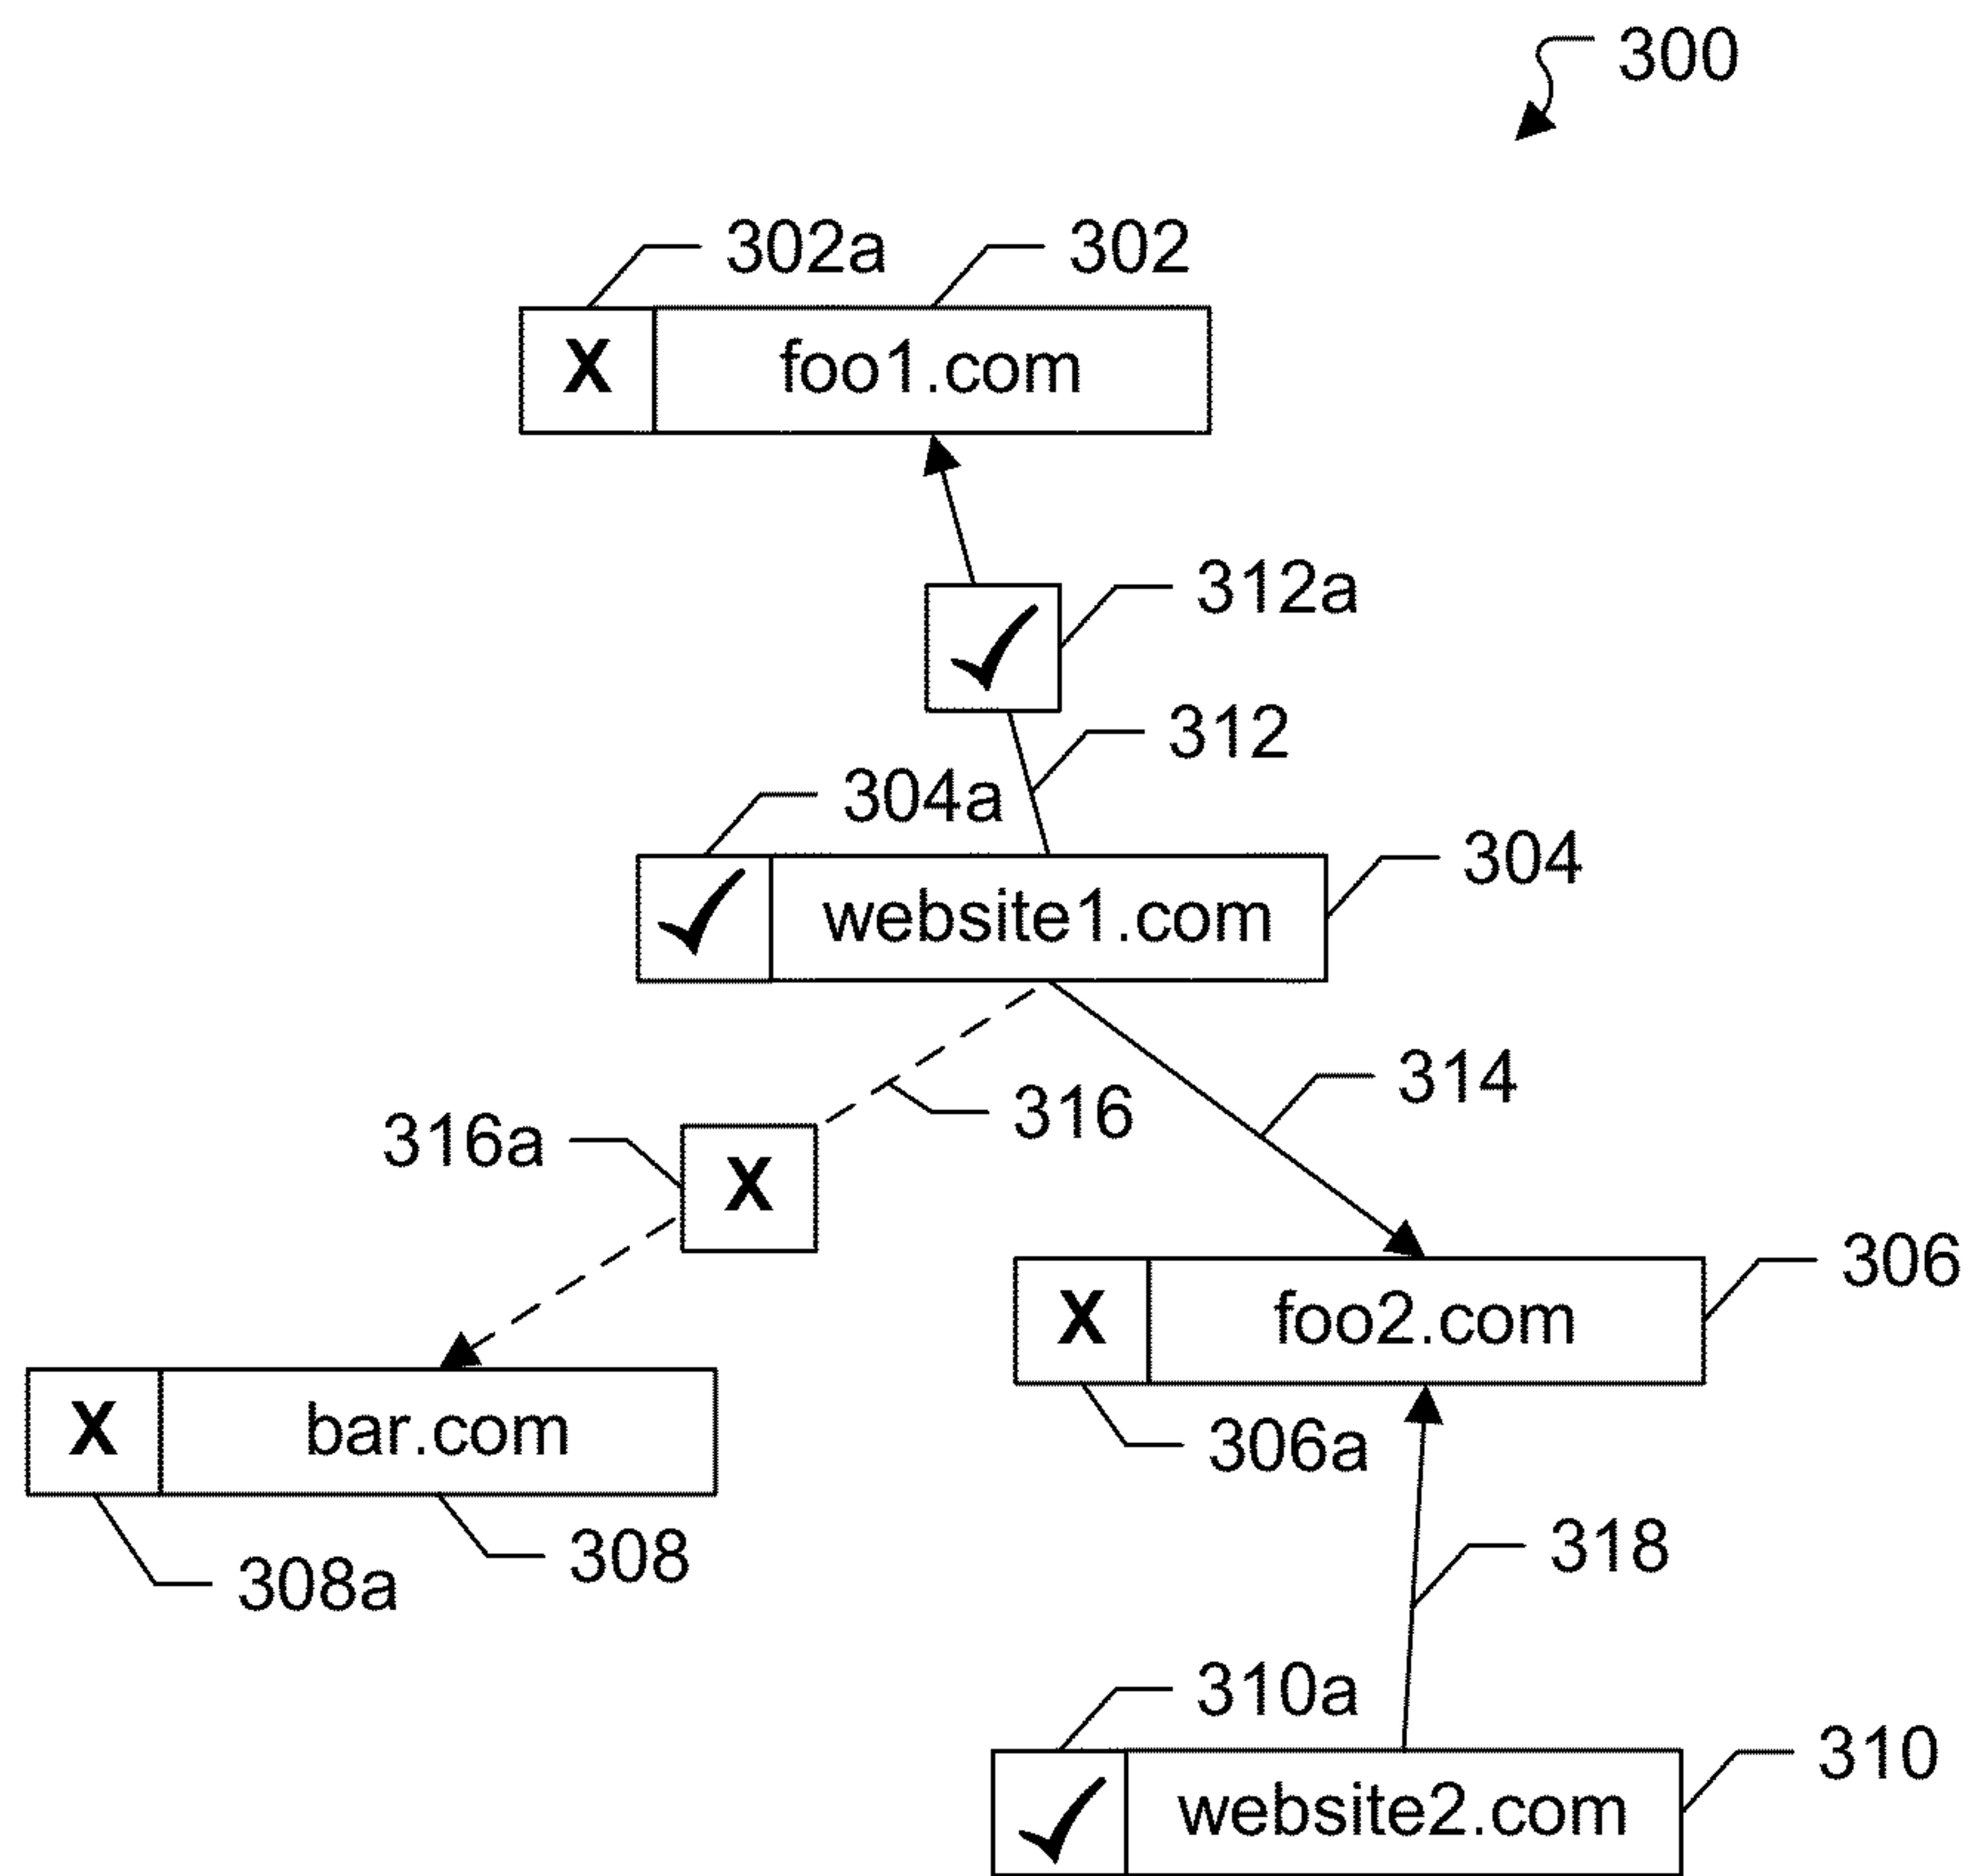 300
302a 302
X foo1.com
312a
312
304a
304
✓ website1.com
314
316
316a
X
306
X foo2.com
X bar.com
306a
308
308a
318
310a
310
✓ website2.com